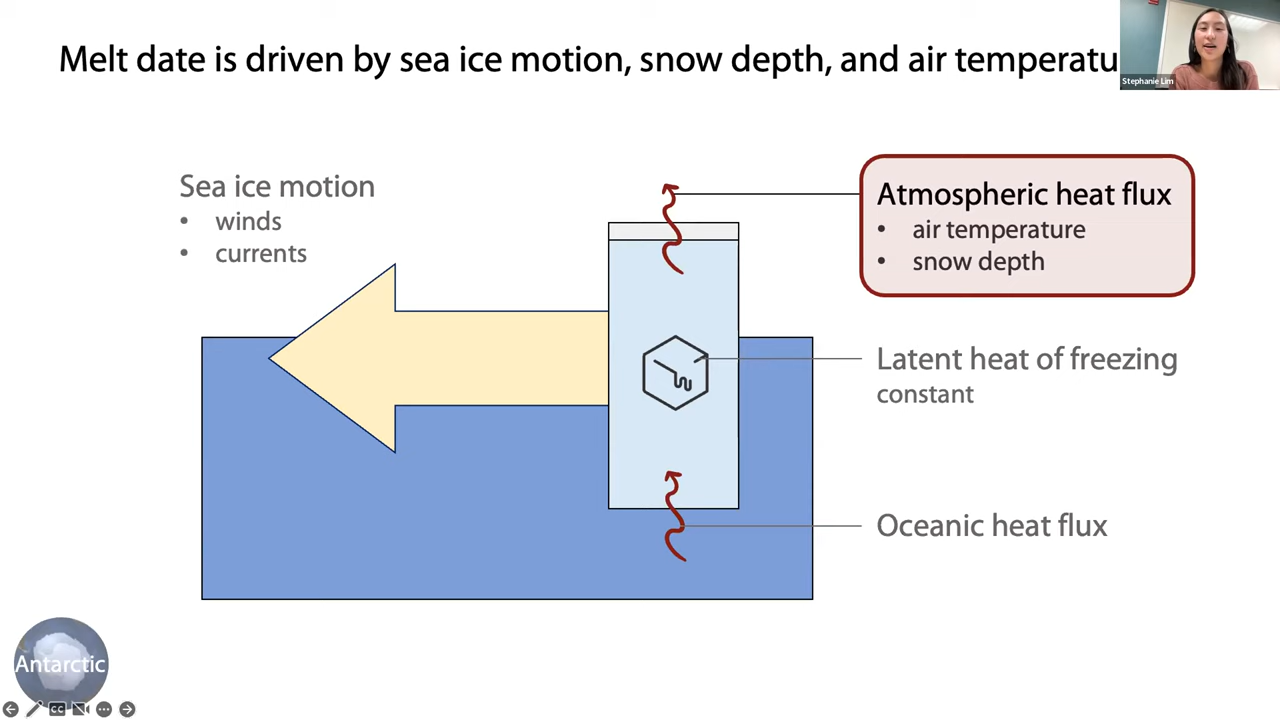 Melt date is driven by sea ice motion, snow depth, and air temperatu
Stephanie Lim
Sea ice motion
• winds
• currents
Atmospheric heat flux
• air temperature
• snow depth
Latent heat of freezing
constant
Oceanic heat flux
Antarctic
CC